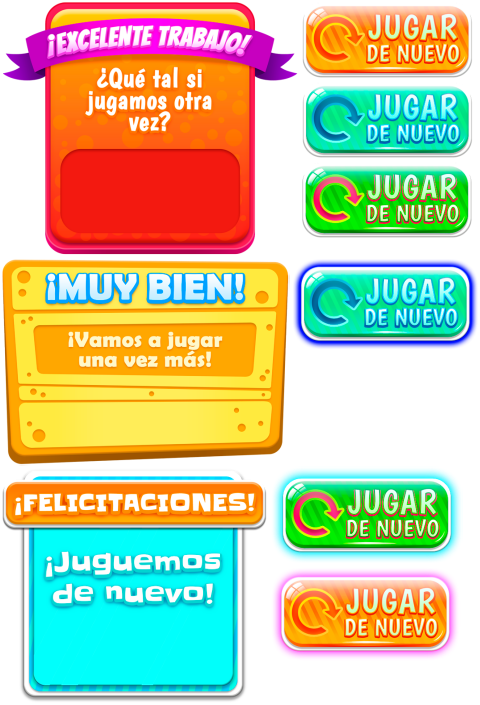 ¡EXCELENTE TRABAJO!
¿Qué tal si
jugamos otra
vez?
JUGAR
DE NUEVO
JUGAR
DE NUEVO
JUGAR
DE NUEVO
¡MUY BIEN!
¡Vamos a jugar
una vez más!
JUGAR
DE NUEVO
¡FELICITACIONES!
¡Juguemos
de nuevo!
JUGAR
DE NUEVO
JUGAR
DE NUEVO